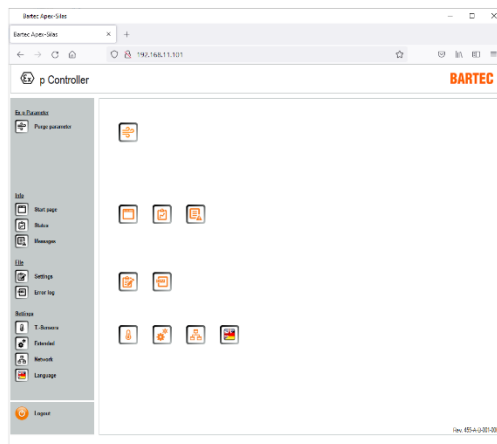 Bartec Apex-Silas
Bartec Apex-Silas
192.168.11.101
Ex p Controller
BARTEC
Ex p Parameter
Purge parameter
Info
Start page
Status
Messages
File
Settings
Error log
Settings
T.-Sensors
Extended
Network
Language
Logout